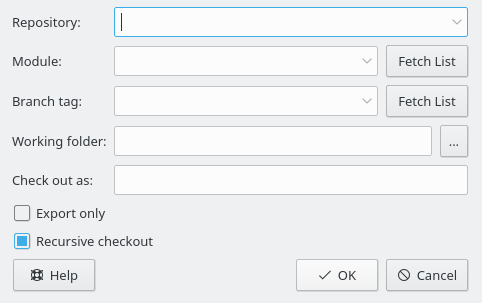 Repository:
Module: Fetch List
Branch tag: Fetch List
Working folder: ...
Check out as:
Export only
Recursive checkout
Help OK Cancel